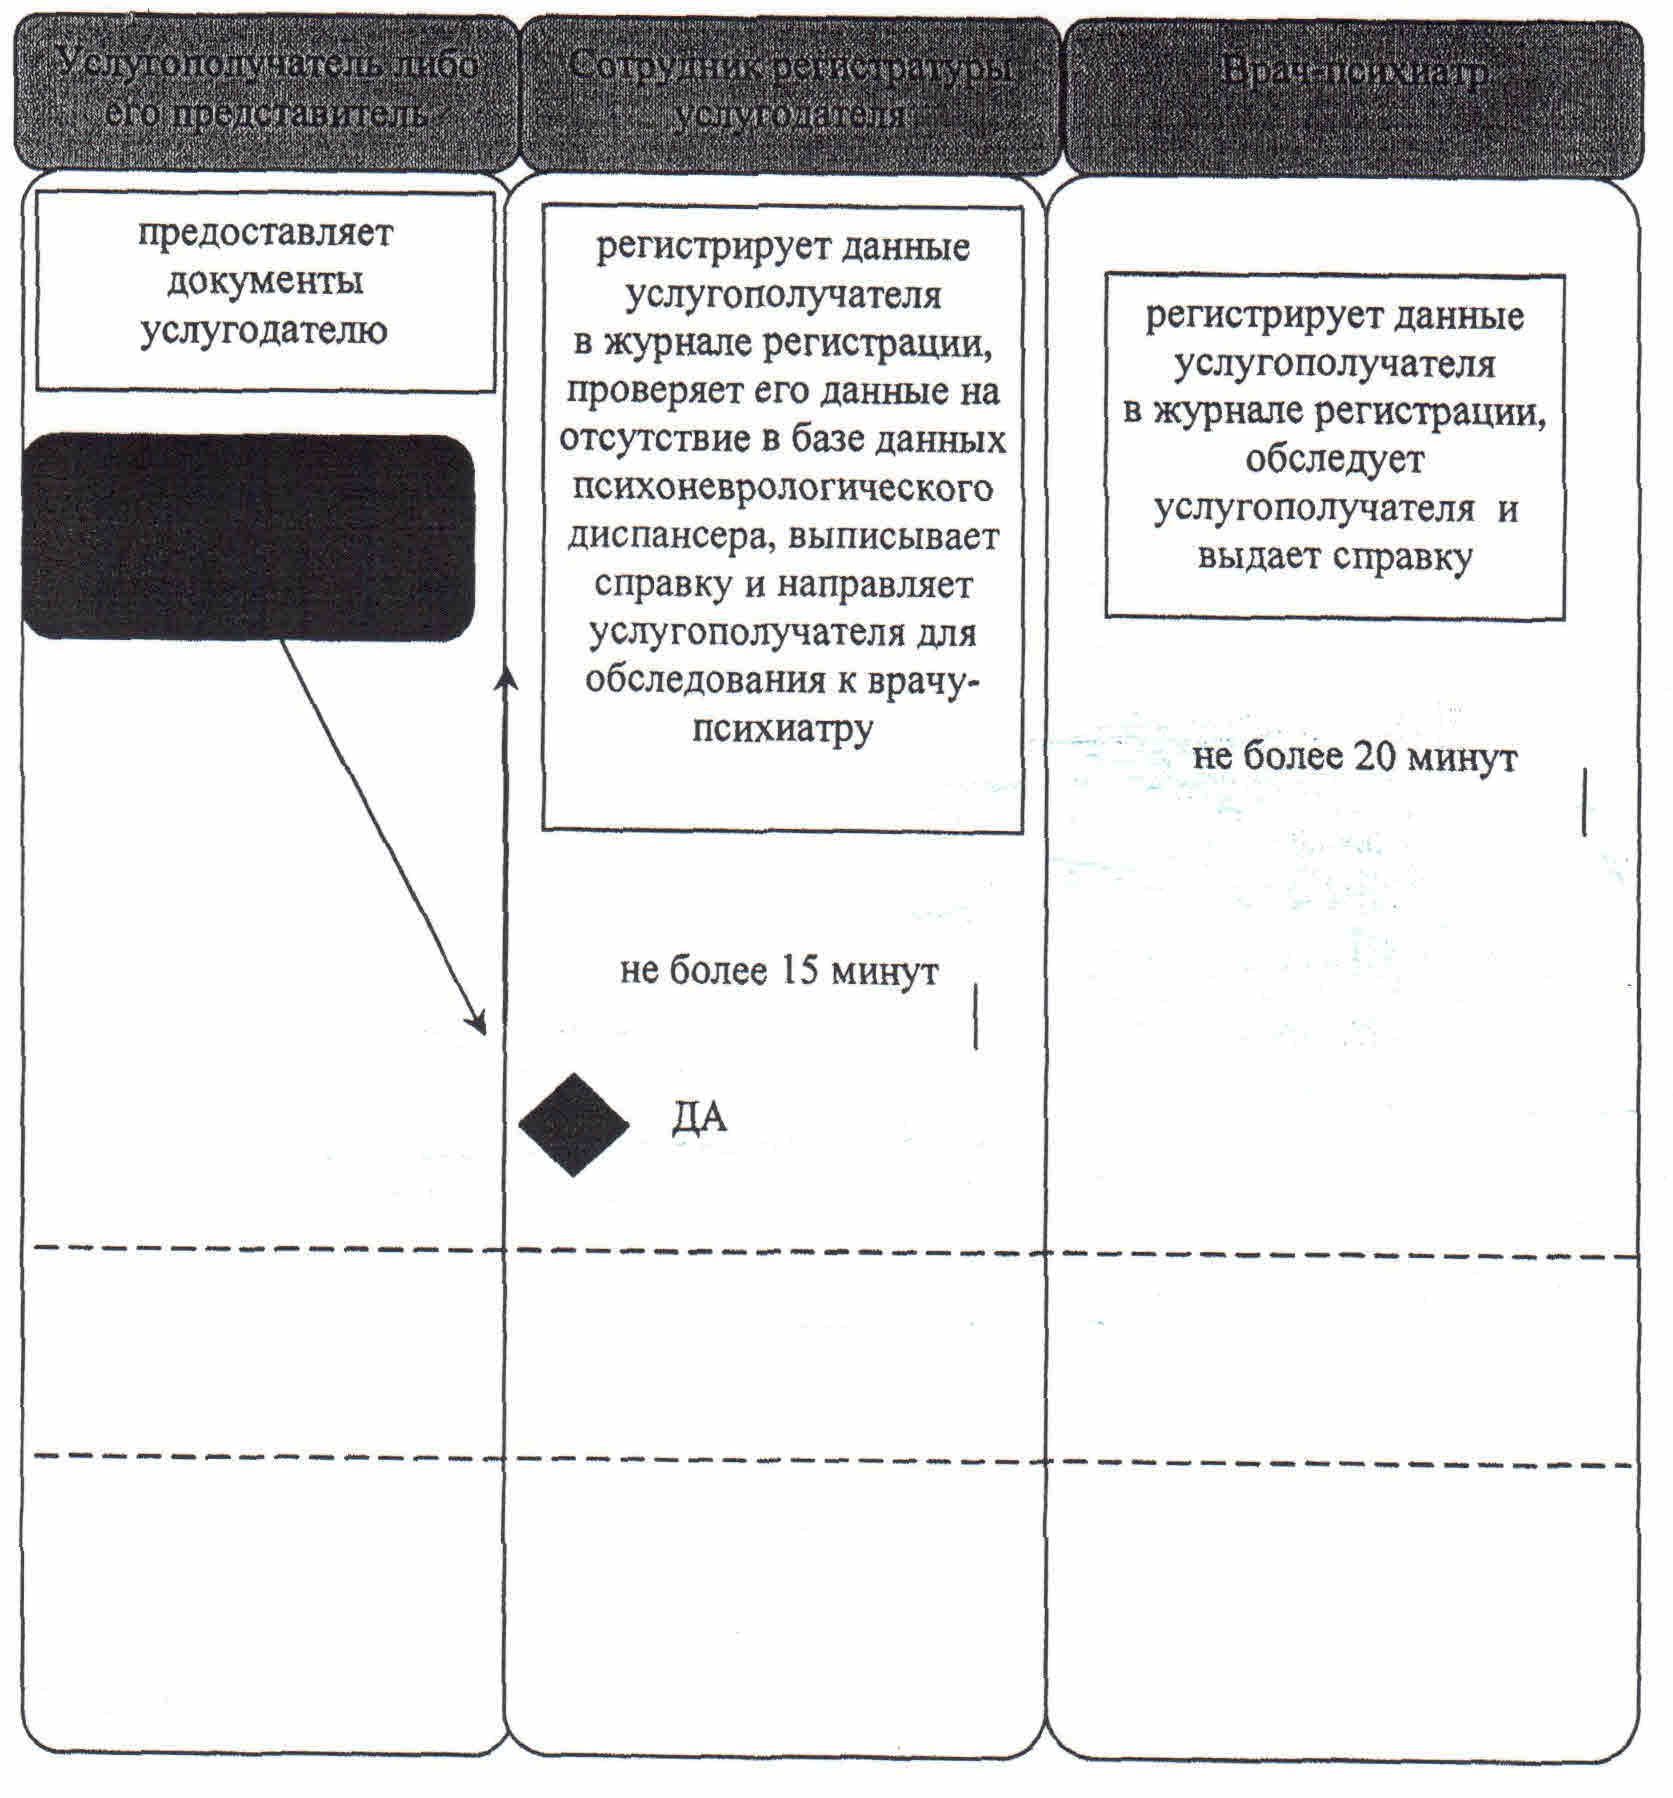 Услугополучатель либо
его представитель
Сотрудник регистратуры
услугодателя
Врач-психиатр
предоставляет
документы
услугодателю
регистрирует данные
услугополучателя
в журнале регистрации,
проверяет его данные на
отсутствие в базе данных
психоневрологического
диспансера, выписывает
справку и направляет
услугополучателя для
обследования к врачу-
психиатру
не более 15 минут
ДА
регистрирует данные
услугополучателя
в журнале регистрации,
обследует
услугополучателя и
выдает справку
не более 20 минут